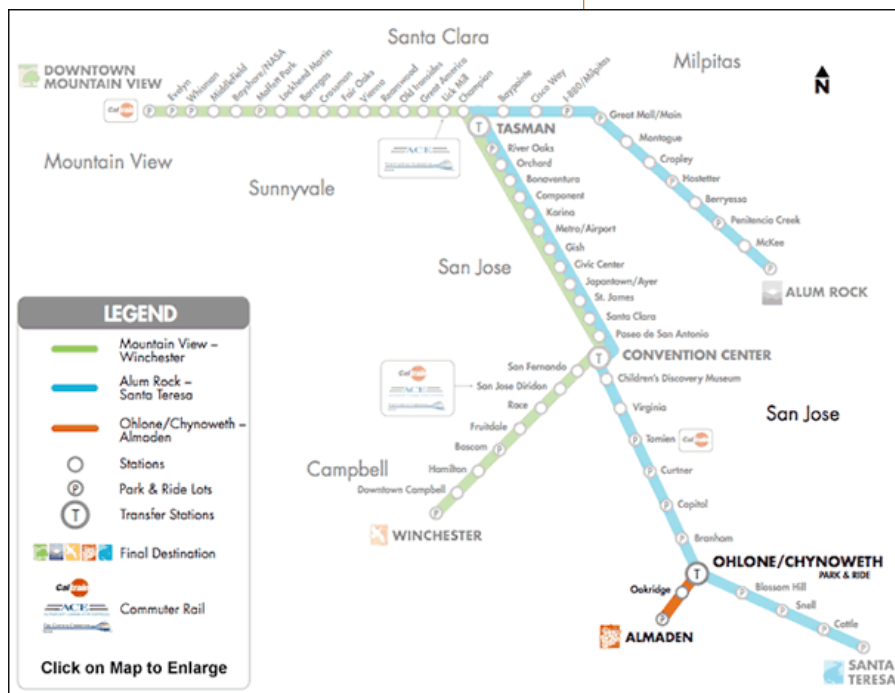 Santa Clara
Milpitas
DOWNTOWN
MOUNTAIN VIEW
Evelyn
Whisman
Middlefield
Bayshore/NASA
Moffett Park
Lockheed Martin
Borregas
Crossman
Fair Oaks
Vienna
Reamwood
Old Ironsides
Great America
Lick Mill
Champion
Baypointe
Cisco Way
I-880/Milpitas
N
Cal
Great Mall/Main
TASMAN
Montague
ACE
River Oaks
Mountain View
Orchard
Cropley
Sunnyvale
Bonaventura
Hostetter
Component
Berryessa
Karina
Penitencia Creek
Metro/Airport
McKee
Gish
San Jose
Civic Center
Japantown/Ayer
ALUM ROCK
St. James
LEGEND
Santa Clara
Mountain View –
Winchester
Paseo de San Antonio
CONVENTION CENTER
San Fernando
Cal
ACE
San Jose Diridon
Children's Discovery Museum
Alum Rock –
Santa Teresa
Race
Virginia
San Jose
Ohlone/Chynoweth –
Almaden
Fruitdale
Tamien
Cal
Bascom
Stations
Campbell
Hamilton
Curtner
P Park & Ride Lots
Downtown Campbell
Capitol
T Transfer Stations
WINCHESTER
Branham
Final Destination
OHLONE/CHYNOWETH
PARK & RIDE
Cal
Oakridge
Blossom Hill
ACE
Commuter Rail
Snell
ALMADEN
Cottle
Click on Map to Enlarge
SANTA
TERESA